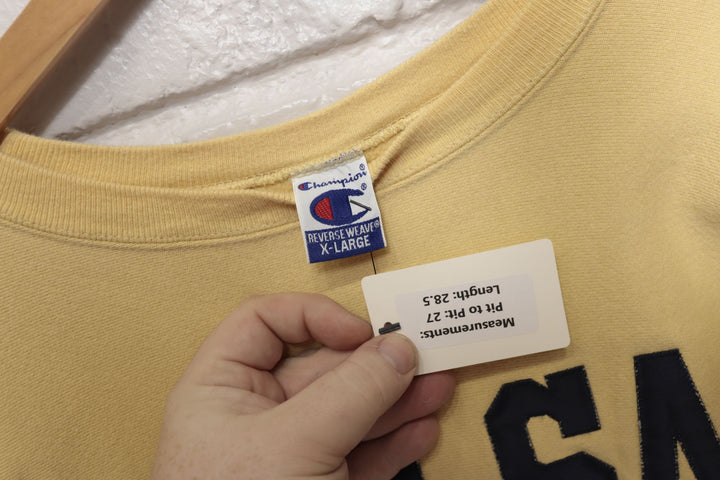 Champion®
®
REVERSE WEAVE®
X-LARGE
Measurements:
Pit to Pit: 27
Length: 28.5